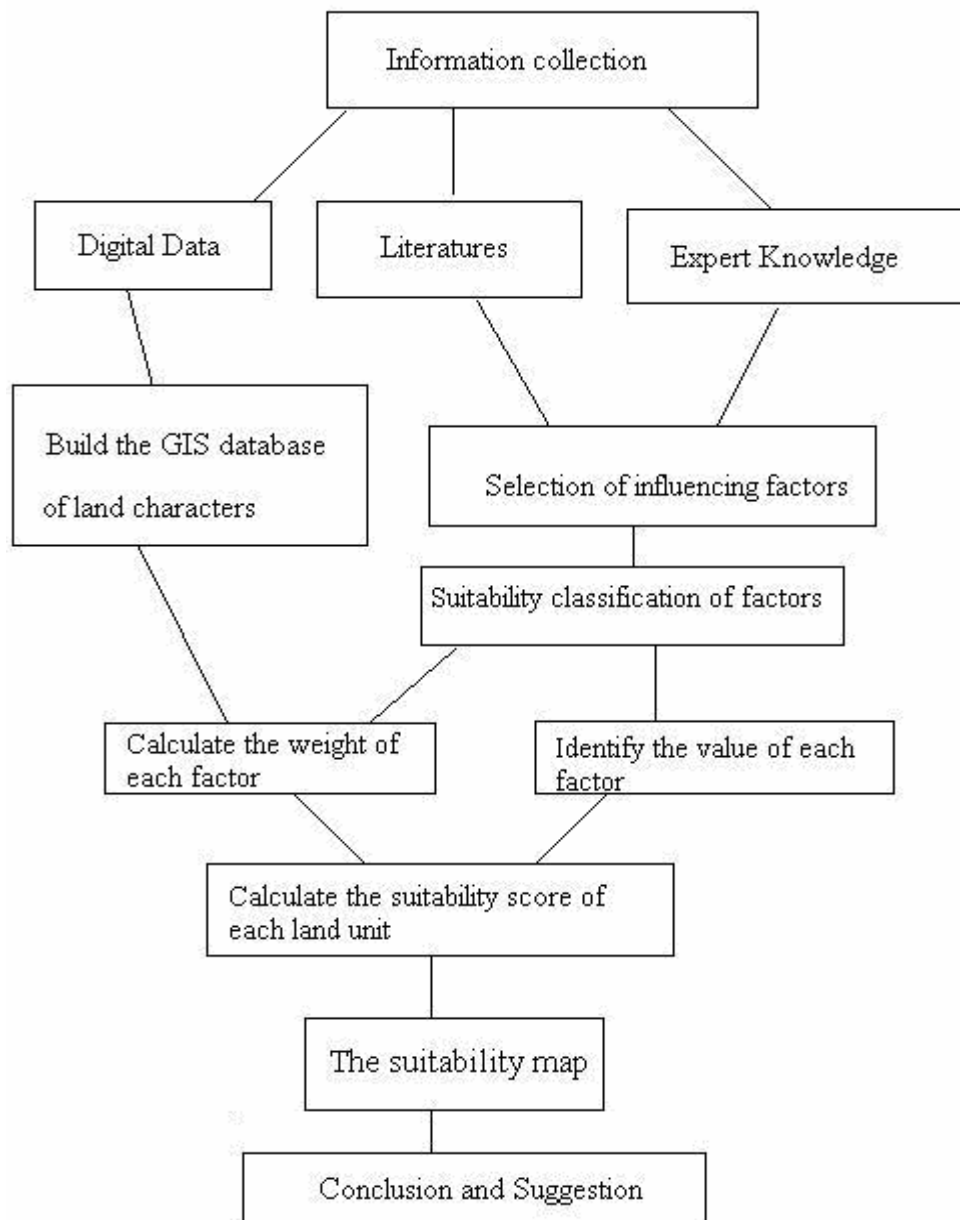 Information collection
Digital Data
Literatures
Expert Knowledge
Build the GIS database
of land characters
Selection of influencing factors
Suitability classification of factors
Calculate the weight of
each factor
Identify the value of each
factor
Calculate the suitability score of
each land unit
The suitability map
Conclusion and Suggestion